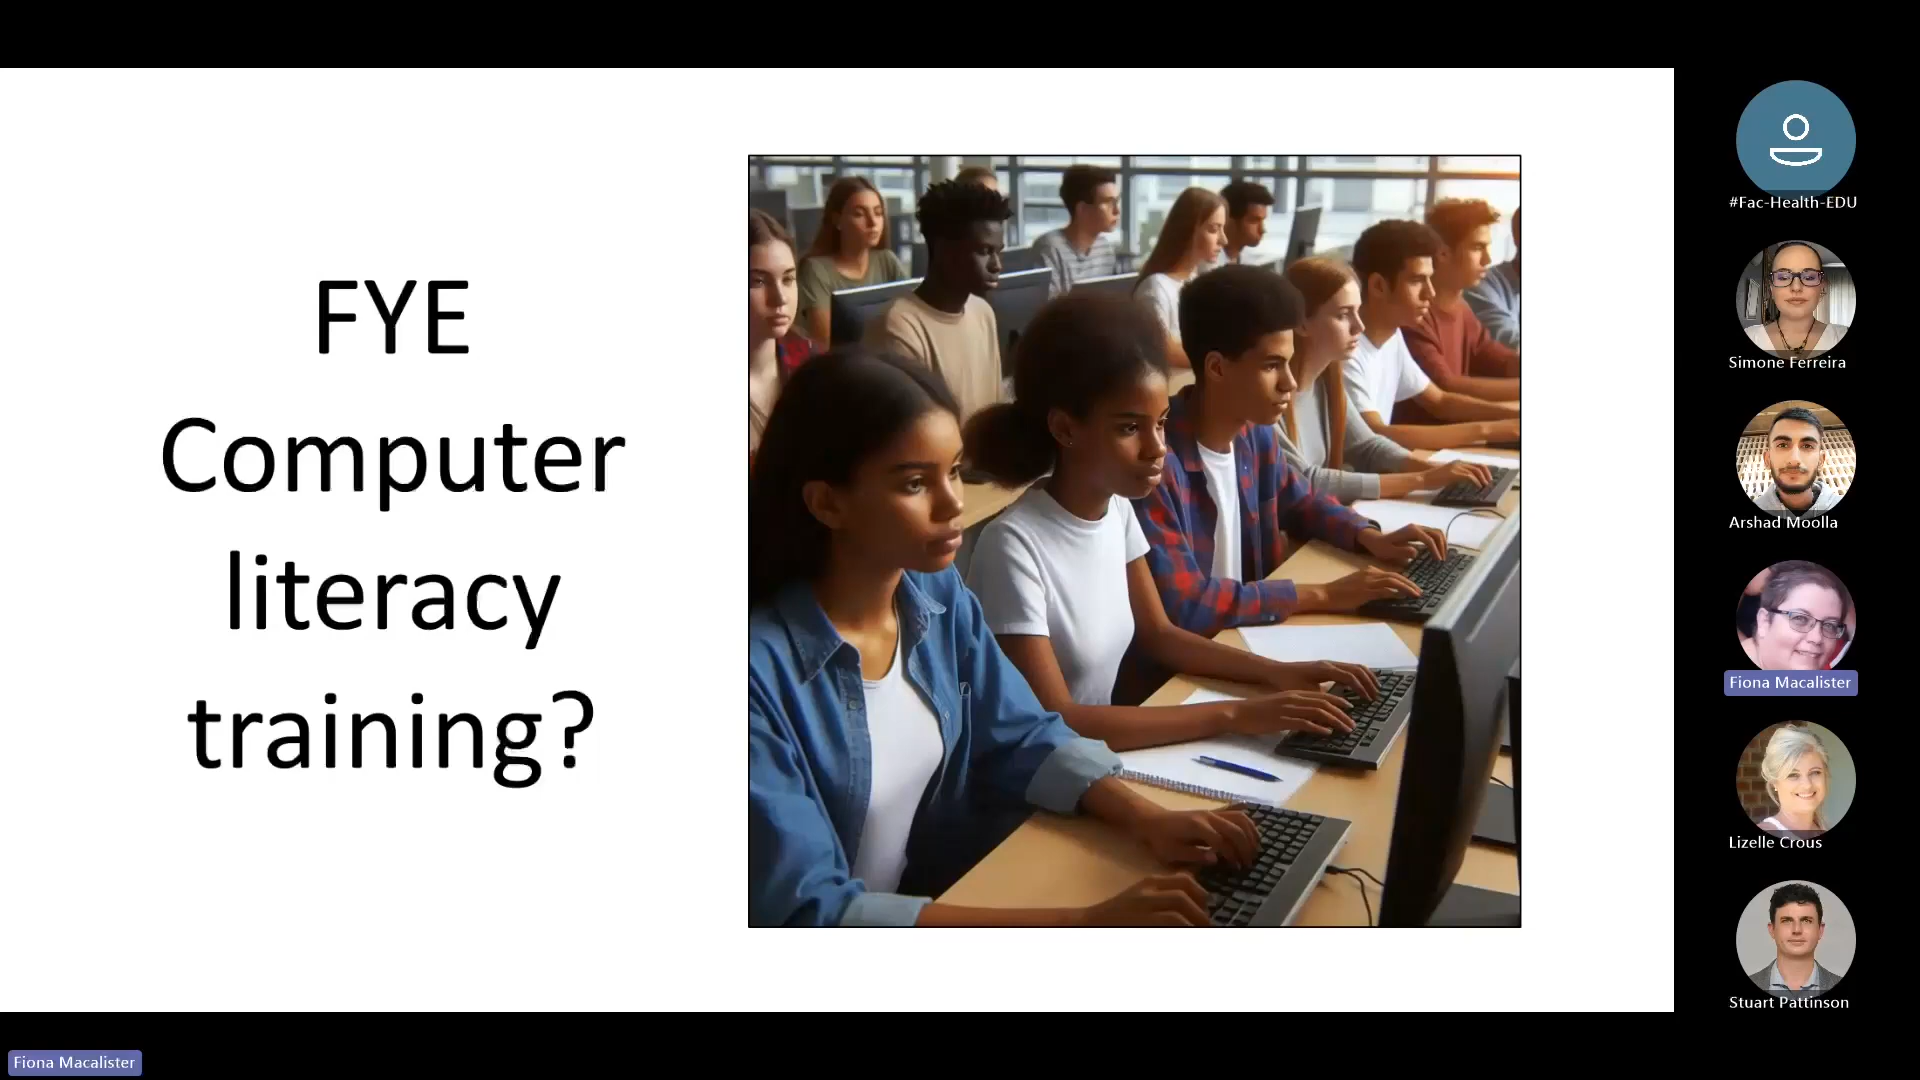 FYE
Computer
literacy
training?
#Fac-Health-EDU
Simone Ferreira
Arshad Moolla
Fiona Macalister
Lizelle Crous
Stuart Pattinson
Fiona Macalister